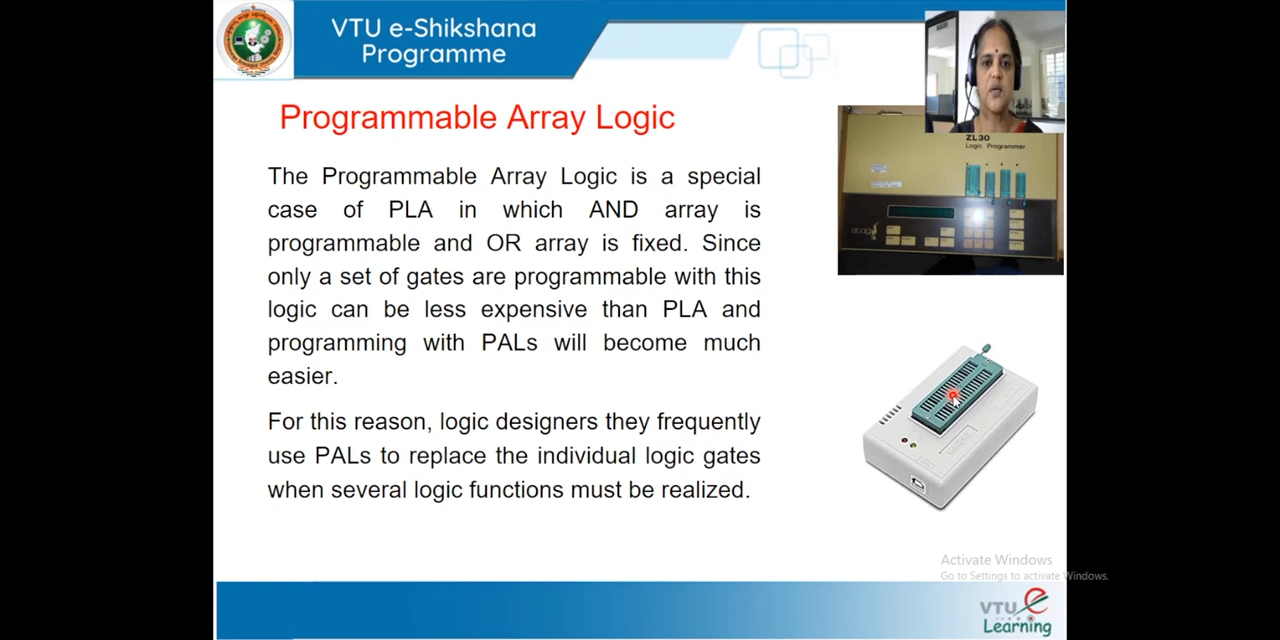 VTU e-Shikshana
Programme
Programmable Array Logic
ZL30
Logic Programmer
The Programmable Array Logic is a special
case of PLA in which AND array is
programmable and OR array is fixed. Since
only a set of gates are programmable with this
logic can be less expensive than PLA and
programming with PALs will become much
easier.
For this reason, logic designers they frequently
use PALs to replace the individual logic gates
when several logic functions must be realized.
Activate Windows
Go to Settings to activate Windows.
VTU e
Learning